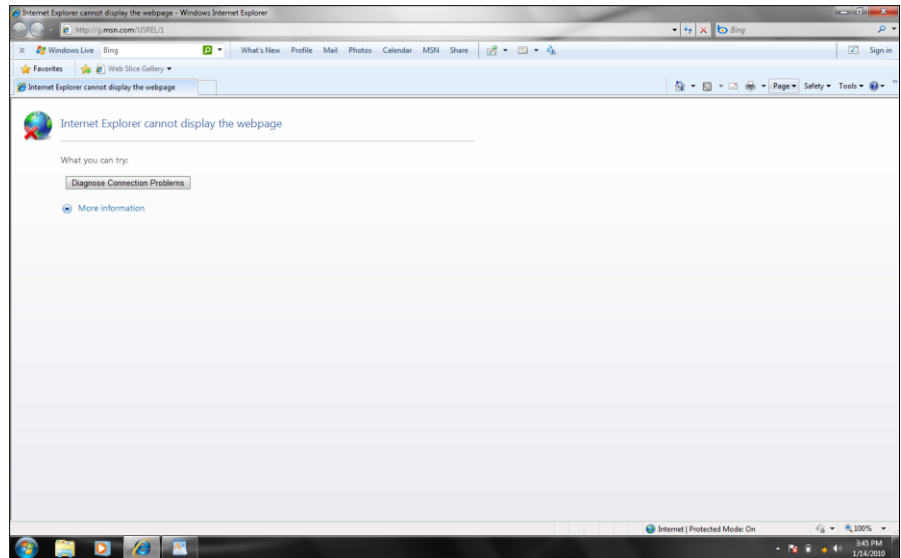 Internet Explorer cannot display the webpage - Windows Internet Explorer
http://g.msn.com/USREL/1
Bing
Windows Live Bing What's New Profile Mail Photos Calendar MSN Share Sign in
Favorites Web Slice Gallery
Internet Explorer cannot display the webpage Page Safety Tools
Internet Explorer cannot display the webpage
What you can try:
Diagnose Connection Problems
More information
Internet | Protected Mode: On 100%
3:45 PM
1/14/2010